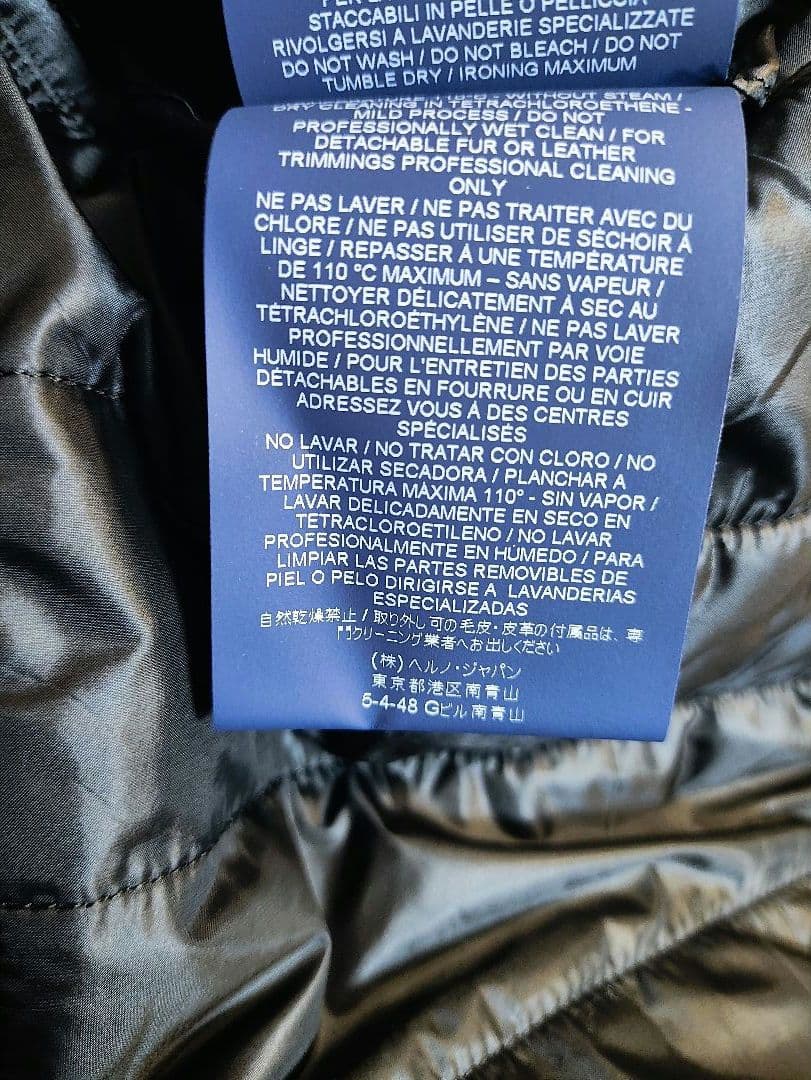 STACCABILI IN PELLE O PELLICCIA
RIVOLGERSI A LAVANDERIE SPECIALIZZATE
DO NOT WASH / DO NOT BLEACH / DO NOT
TUMBLE DRY / IRONING MAXIMUM
WITHOUT STEAM /
DRY CLEANING IN TETRACHLOROETHENE -
MILD PROCESS / DO NOT
PROFESSIONALLY WET CLEAN / FOR
DETACHABLE FUR OR LEATHER
TRIMMINGS PROFESSIONAL CLEANING
ONLY
NE PAS LAVER / NE PAS TRAITER AVEC DU
CHLORE / NE PAS UTILISER DE SÉCHOIR À
LINGE / REPASSER À UNE TEMPÉRATURE
DE 110 °C MAXIMUM – SANS VAPEUR /
NETTOYER DÉLICATEMENT À SEC AU
TÉTRACHLOROÉTHYLÈNE / NE PAS LAVER
PROFESSIONNELLEMENT PAR VOIE
HUMIDE / POUR L'ENTRETIEN DES PARTIES
DÉTACHABLES EN FOURRURE OU EN CUIR
ADRESSEZ VOUS À DES CENTRES
SPÉCIALISÉS
NO LAVAR / NO TRATAR CON CLORO / NO
UTILIZAR SECADORA / PLANCHAR A
TEMPERATURA MÁXIMA 110° - SIN VAPOR /
LAVAR DELICADAMENTE EN SECO EN
TETRACLOROETILENO / NO LAVAR
PROFESIONALMENTE EN HÚMEDO / PARA
LIMPIAR LAS PARTES REMOVIBLES DE
PIEL O PELO DIRIGIRSE A LAVANDERIAS
ESPECIALIZADAS
自然乾燥禁止 / 取り外し可の毛皮・皮革の付属品は、専
門クリーニング業者へお出しください
(株) ヘルノ・ジャパン
東京都港区南青山
5-4-48 Gビル南青山